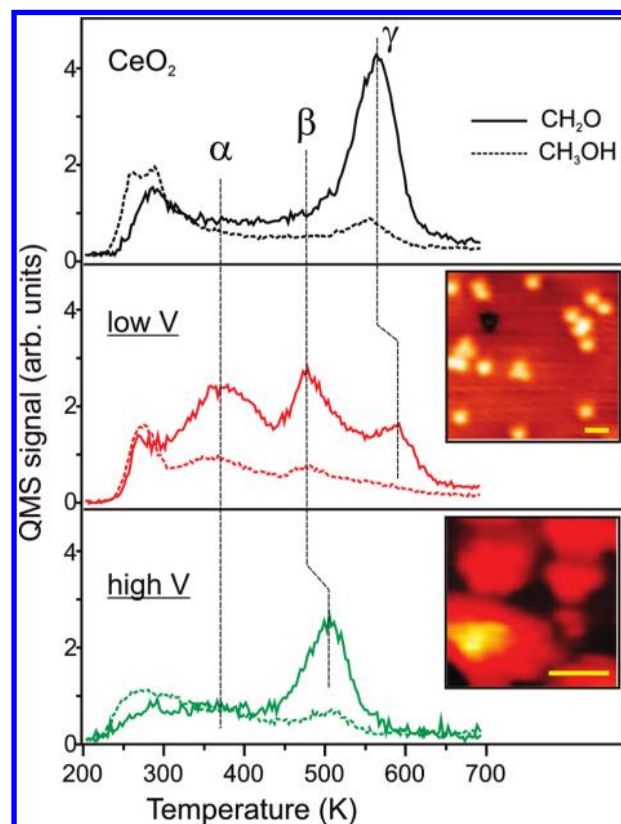 γ
CeO₂
β
α
CH₂O
CH₃OH
4
2
0
low V
4
2
0
high V
4
2
0
QMS signal (arb. units)
200 300 400 500 600 700
Temperature (K)